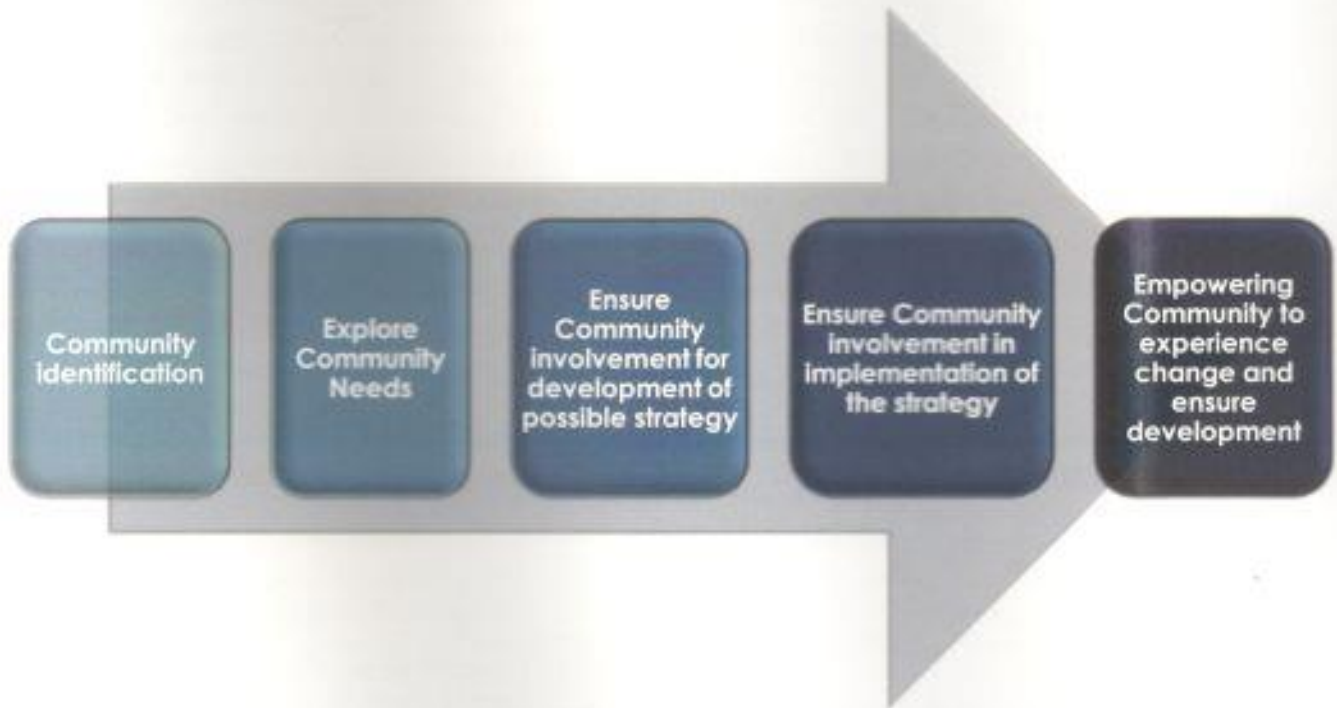 Community
identification
Explore
Community
Needs
Ensure
Community
involvement for
development of
possible strategy
Ensure Community
involvement in
implementation of
the strategy
Empowering
Community to
experience
change and
ensure
development